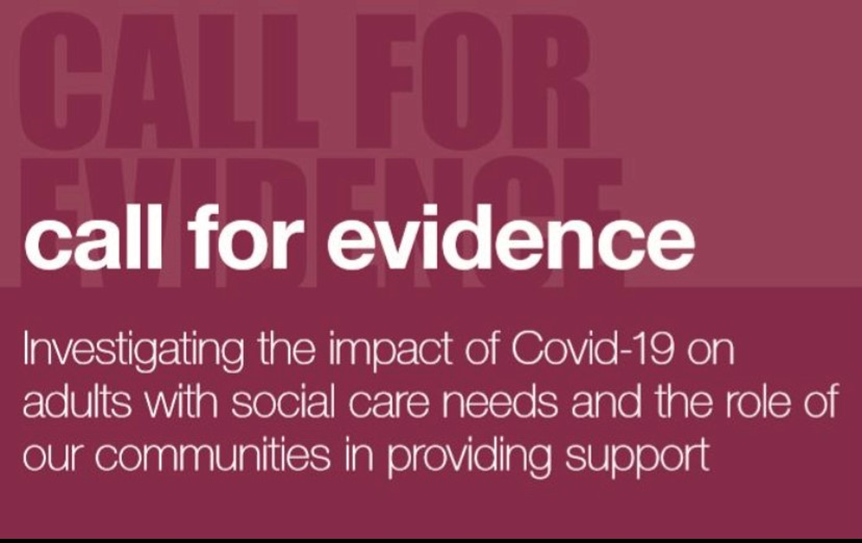 CALL FOR
EVIDENCE
call for evidence
Investigating the impact of Covid-19 on
adults with social care needs and the role of
our communities in providing support